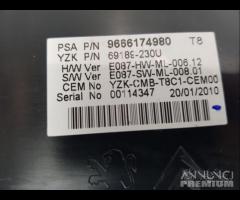 PSA P/N 9666174980 T8
YZK P/N 69189-230U
H/W Ver E087-HW-ML-006.12
S/W Ver E087-SW-ML-008.01
CEM No YZK-CMB-T8C1-CEM00
Serial No 00114347 20/01/2010
ANNUNCI
PREMIUM